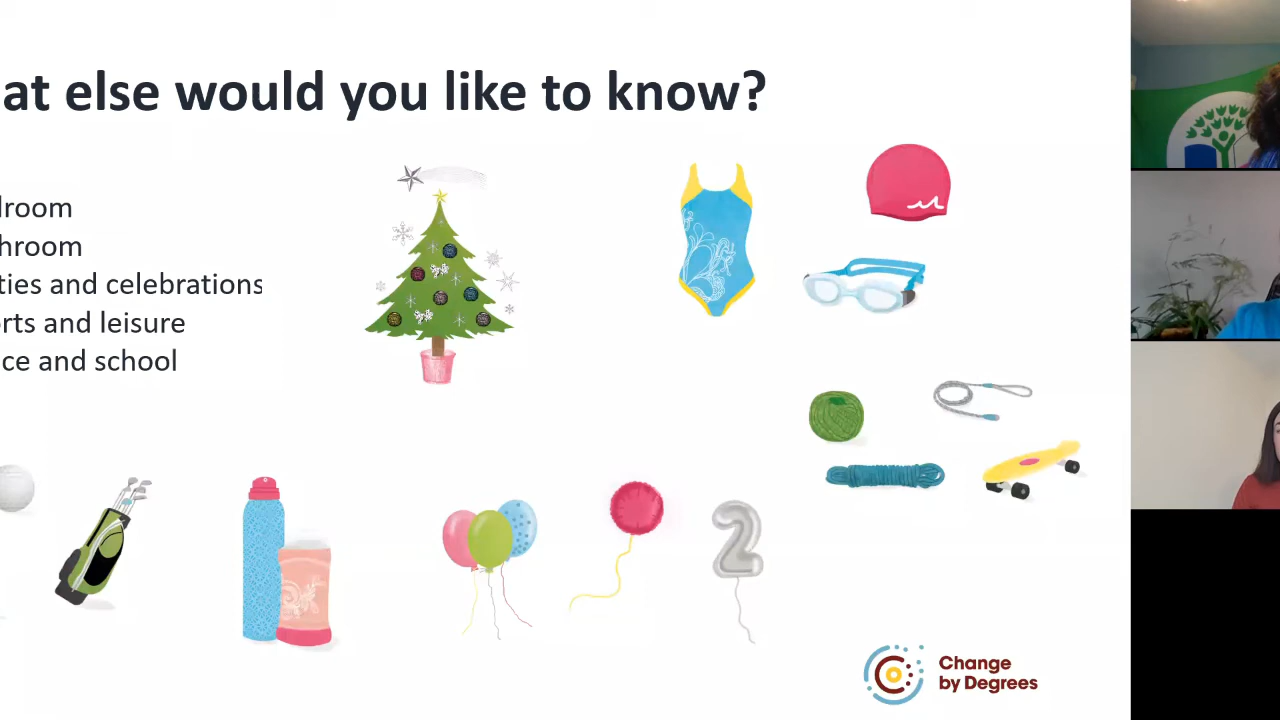 at else would you like to know?
lroom
hroom
ties and celebrations
rts and leisure
ce and school
2
Change
by Degrees